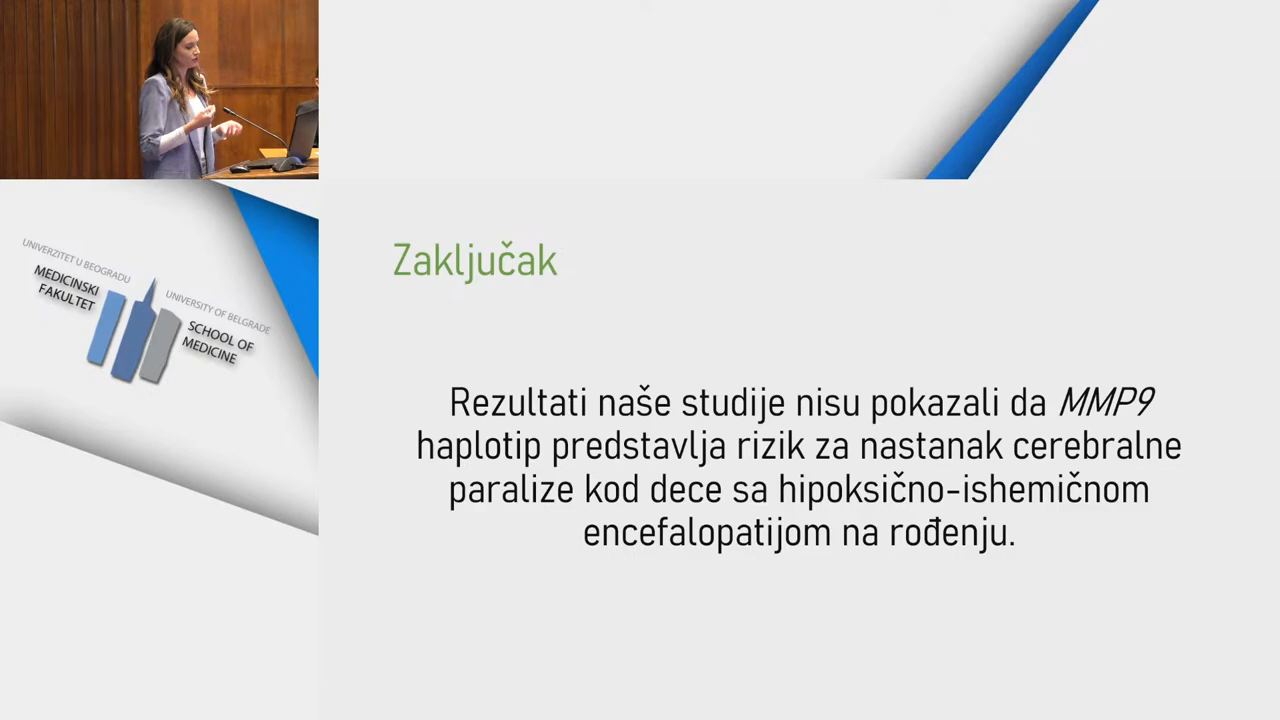 UNIVERZITET U BEOGRADU
MEDICINSKI
FAKULTET
UNIVERSITY OF BELGRADE
SCHOOL OF
MEDICINE
Zaključak
Rezultati naše studije nisu pokazali da MMP9
haplotip predstavlja rizik za nastanak cerebralne
paralize kod dece sa hipoksično-ishemičnom
encefalopatijom na rođenju.